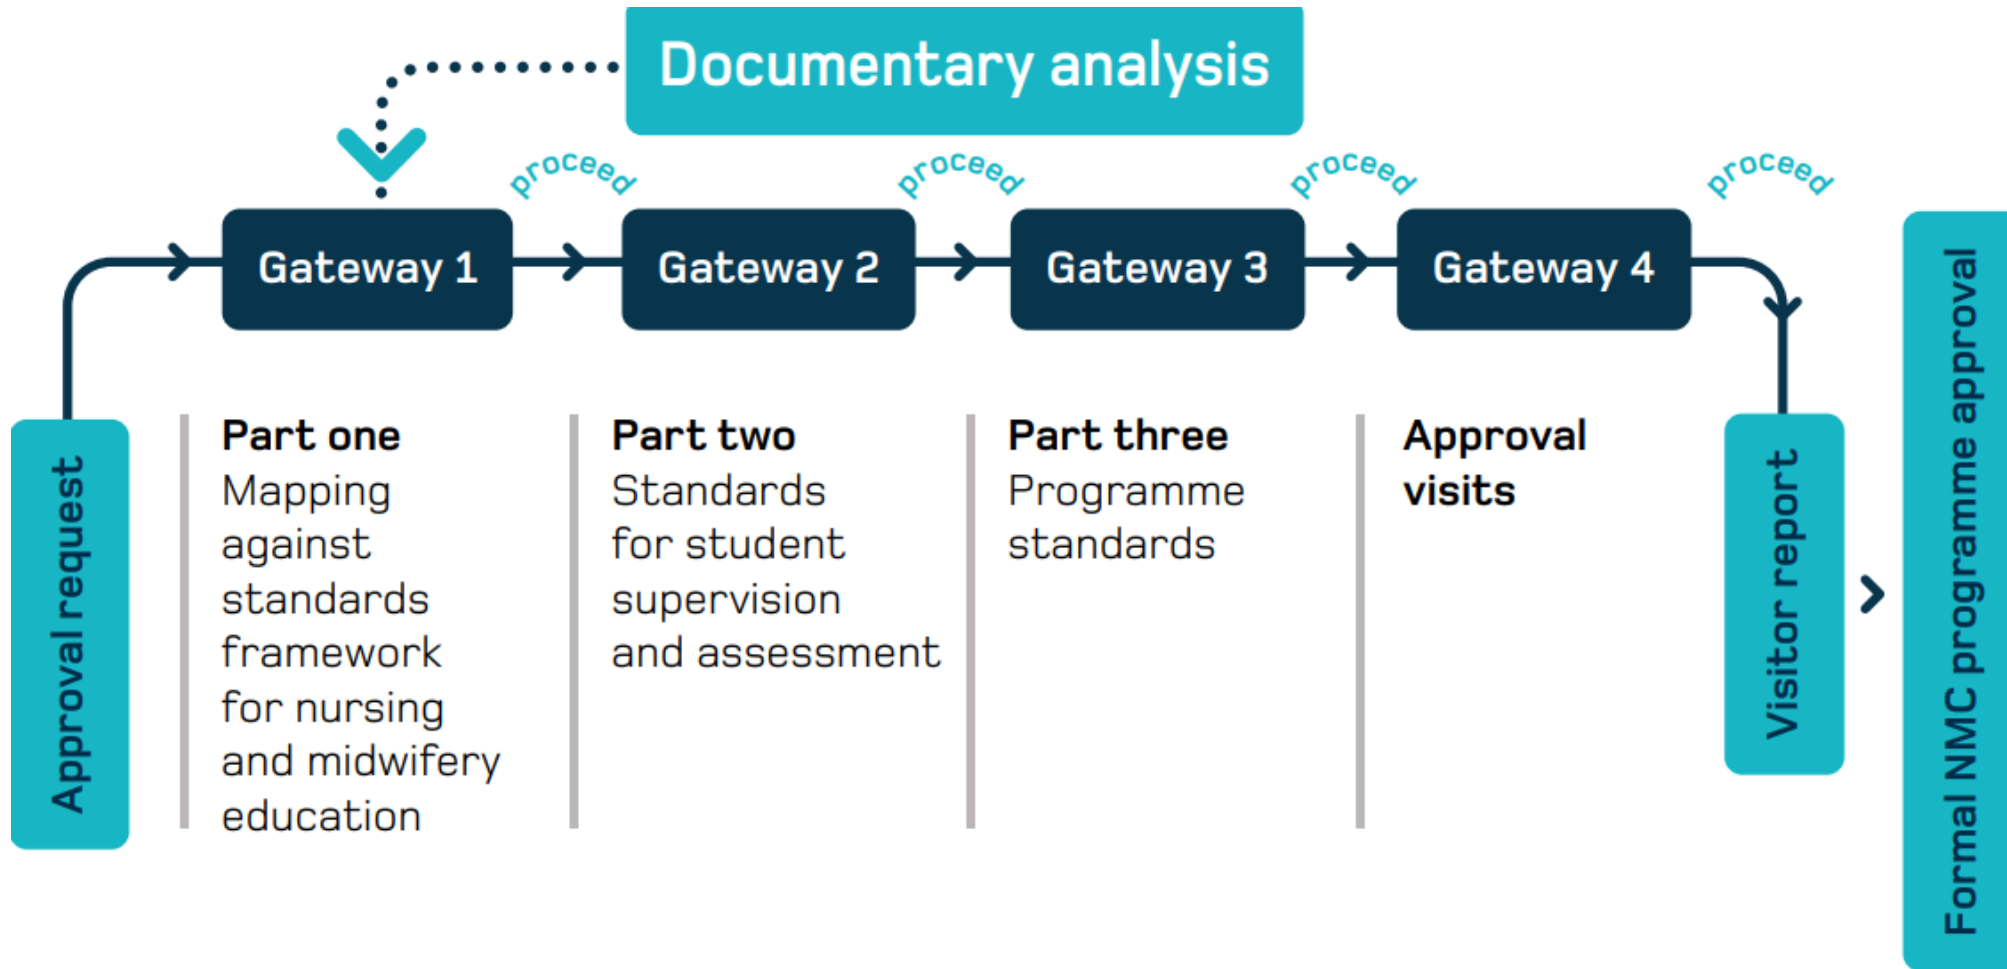 Documentary analysis
proceed
proceed
proceed
proceed
Gateway 1
Gateway 2
Gateway 3
Gateway 4
Approval request
Part one
Mapping
against
standards
framework
for nursing
and midwifery
education
Part two
Standards
for student
supervision
and assessment
Part three
Programme
standards
Approval
visits
Visitor report
Formal NMC programme approval